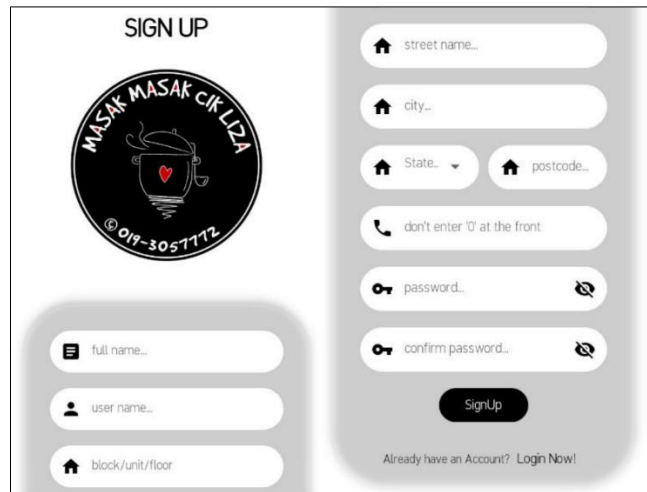 SIGN UP
MASAK MASAK CIK LIZA
© 019-3057772
full name...
user name...
block/unit/floor
street name...
city...
State..
postcode...
don't enter '0' at the front
password...
confirm password...
SignUp
Already have an Account? Login Now!